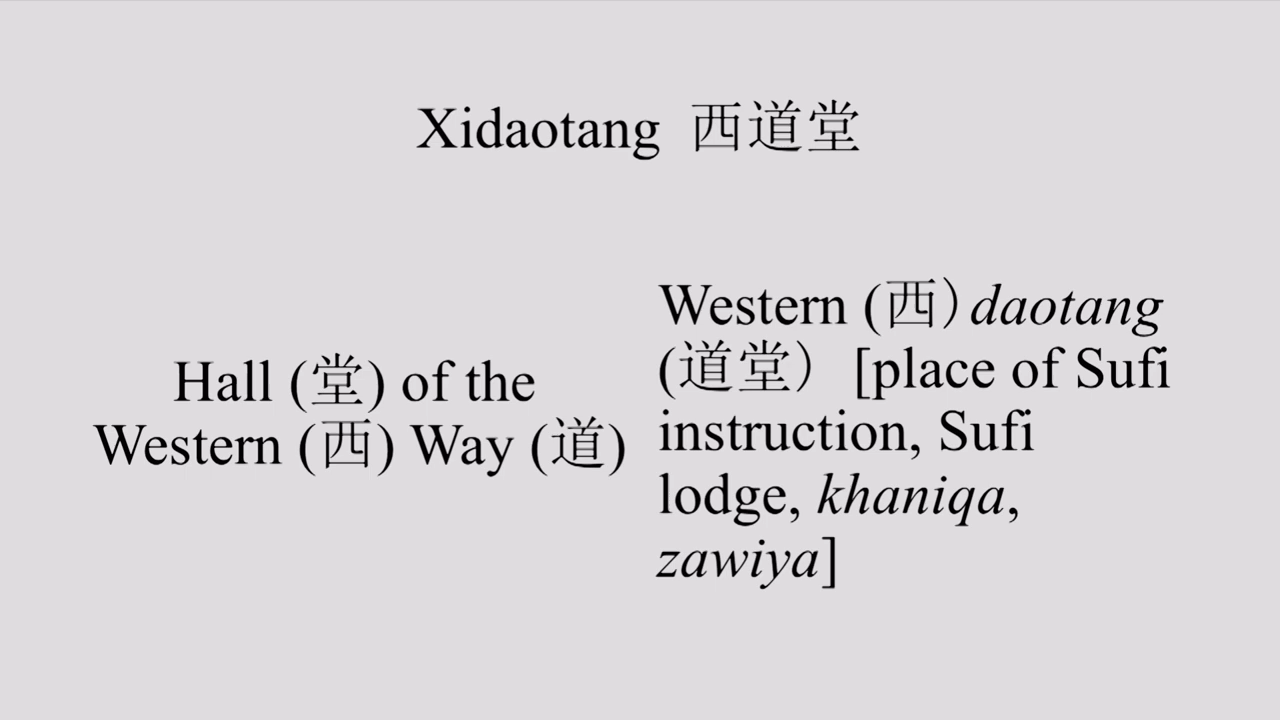 Xidaotang 西道堂
Hall (堂) of the
Western (西) Way (道)
Western (西）daotang
(道堂） [place of Sufi
instruction, Sufi
lodge, khaniqa,
zawiya]